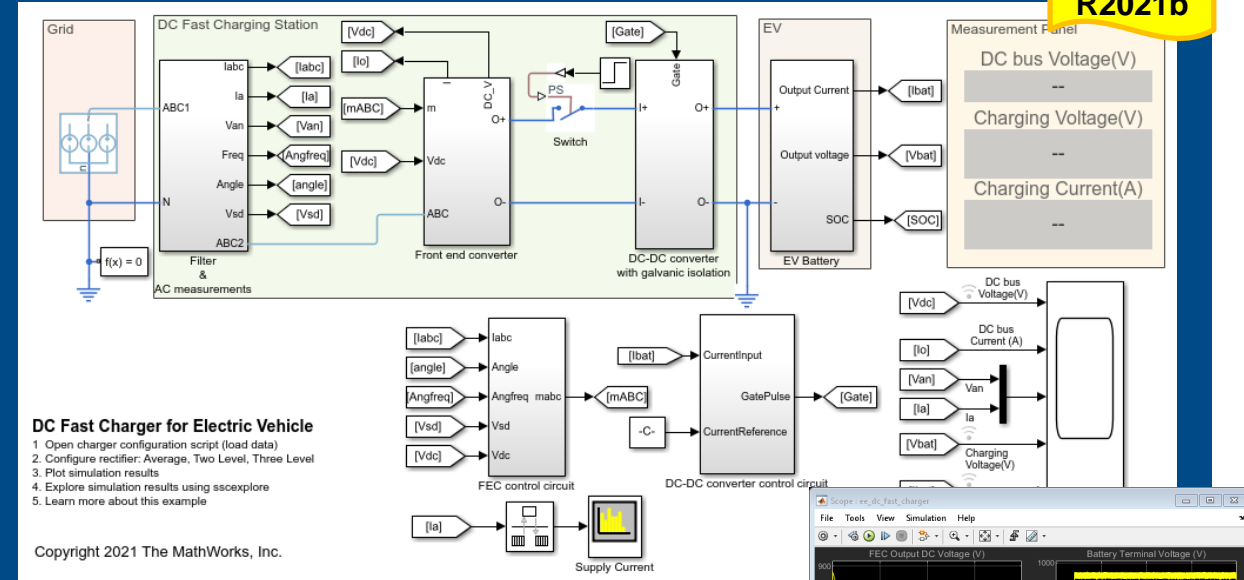 R2021b
Grid
DC Fast Charging Station
EV
Measurement Panel
[Vdc]
[Io]
[mABC]
[Vdc]
[Gate]
Iabc
[Iabc]
Ia
[Ia]
Van
[Van]
Freq
[Angfreq]
Angle
[angle]
Vsd
[Vsd]
ABC1
N
ABC2
n
f(x) = 0
Filter
&
AC measurements
I
DC_V
m
Vdc
ABC
O+
O-
Front end converter
PS
Switch
Gate
I+
I-
O+
O-
DC-DC converter
with galvanic isolation
+
-
Output Current
Output voltage
SOC
EV Battery
[Ibat]
[Vbat]
[SOC]
DC bus Voltage(V)
--
Charging Voltage(V)
--
Charging Current(A)
--
[Iabc]
[angle]
[Angfreq]
[Vsd]
[Vdc]
Iabc
Angle
Angfreq mabc
Vsd
Vdc
[mABC]
FEC control circuit
[Ibat]
-C-
CurrentInput
GatePulse
CurrentReference
[Gate]
DC-DC converter control circuit
[Vdc]
DC bus
Voltage(V)
[Io]
DC bus
Current (A)
[Van]
Van
[Ia]
Ia
[Vbat]
Charging
Voltage(V)
DC Fast Charger for Electric Vehicle
1 Open charger configuration script (load data)
2. Configure rectifier: Average, Two Level, Three Level
3. Plot simulation results
4. Explore simulation results using sscexplore
5. Learn more about this example
Copyright 2021 The MathWorks, Inc.
[Ia]
Supply Current
Scope : ee_dc_fast_charger
File Tools View Simulation Help
FEC Output DC Voltage (V)
Battery Terminal Voltage (V)
900
1000